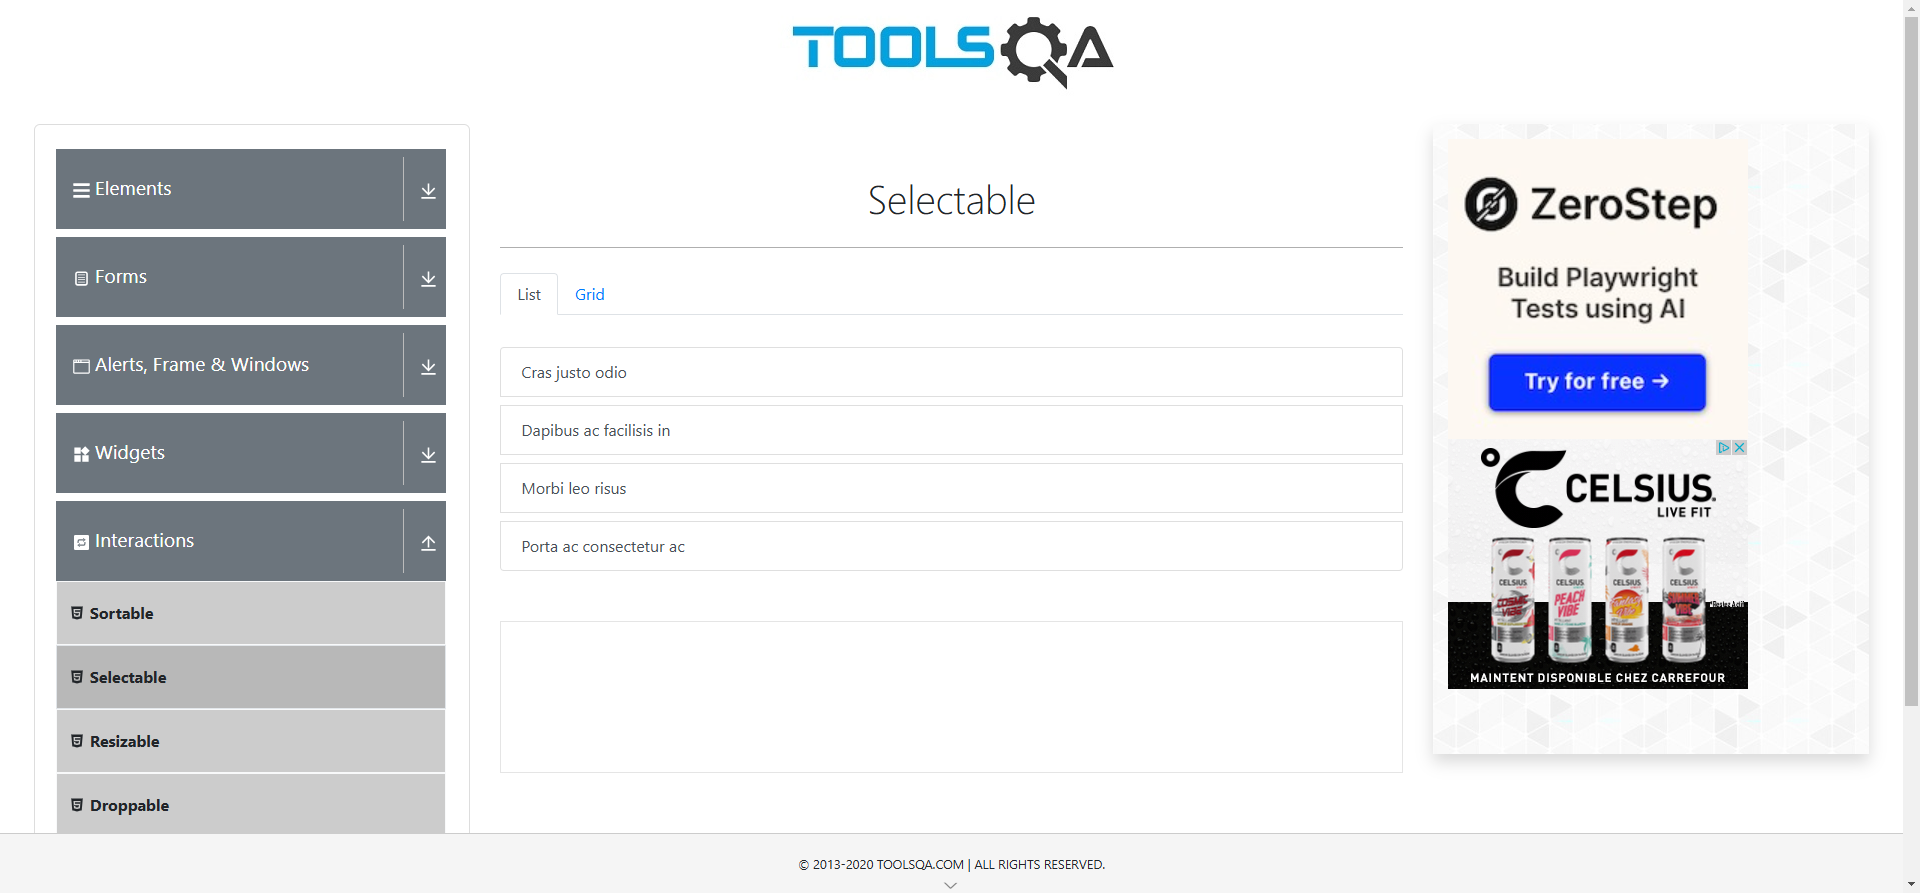 TOOLSQA
Elements
Forms
Alerts, Frame & Windows
Widgets
Interactions
Sortable
Selectable
Resizable
Droppable
Selectable
List
Grid
Cras justo odio
Dapibus ac facilisis in
Morbi leo risus
Porta ac consectetur ac
ZeroStep
Build Playwright
Tests using AI
Try for free →
CELSIUS
LIVE FIT
CELSIUS
CELSIUS
CELSIUS
CELSIUS
COSMIC
VIBE
PEACH
VIBE
MAINTENT DISPONIBLE CHEZ CARREFOUR
© 2013-2020 TOOLSQA.COM | ALL RIGHTS RESERVED.